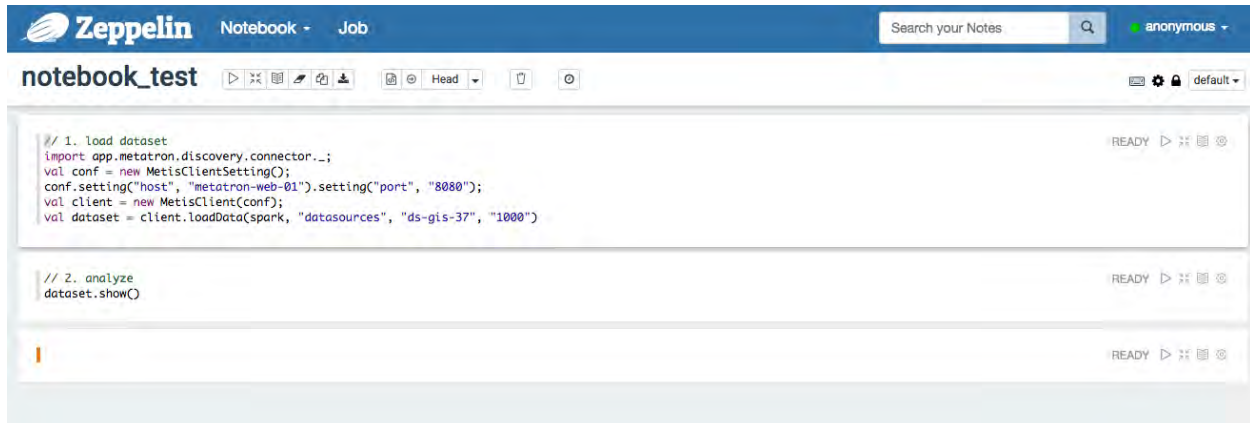 Zeppelin Notebook Job Search your Notes anonymous
notebook_test Head default
// 1. load dataset READY
import app.metatron.discovery.connector._;
val conf = new MetisClientSetting();
conf.setting("host", "metatron-web-01").setting("port", "8080");
val client = new MetisClient(conf);
val dataset = client.loadData(spark, "datasources", "ds-gis-37", "1000")
// 2. analyze READY
dataset.show()
READY